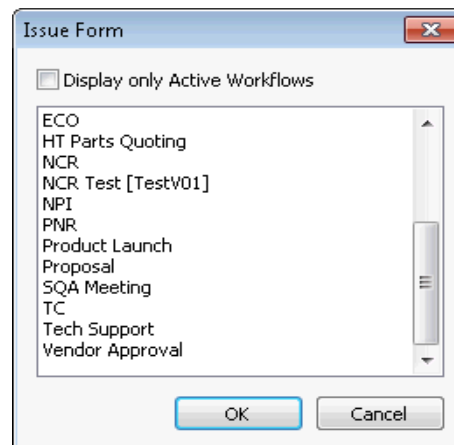 Issue Form
Display only Active Workflows
ECO
HT Parts Quoting
NCR
NCR Test [TestV01]
NPI
PNR
Product Launch
Proposal
SQA Meeting
TC
Tech Support
Vendor Approval
OK
Cancel